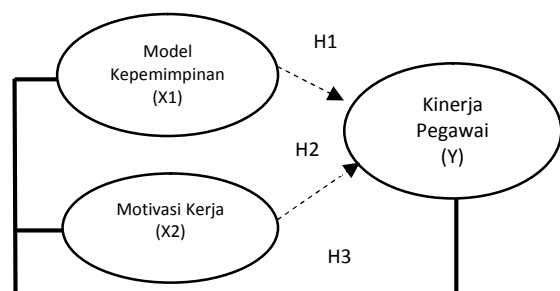 Model
Kepemimpinan
(X1)
H1
Kinerja
Pegawai
(Y)
H2
Motivasi Kerja
(X2)
H3